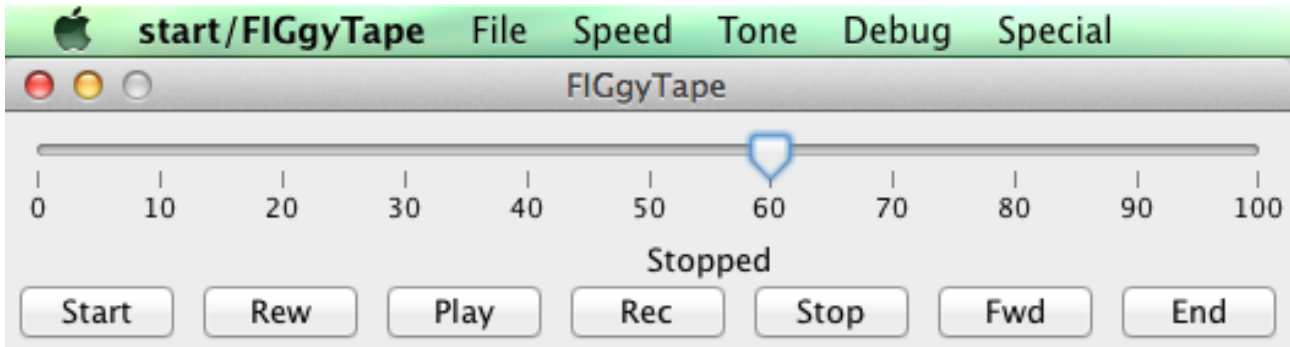 start/FIGgyTape File Speed Tone Debug Special
FIGgyTape
0 10 20 30 40 50 60 70 80 90 100
Stopped
Start Rew Play Rec Stop Fwd End